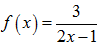 f(x) = 3/(2x−1)